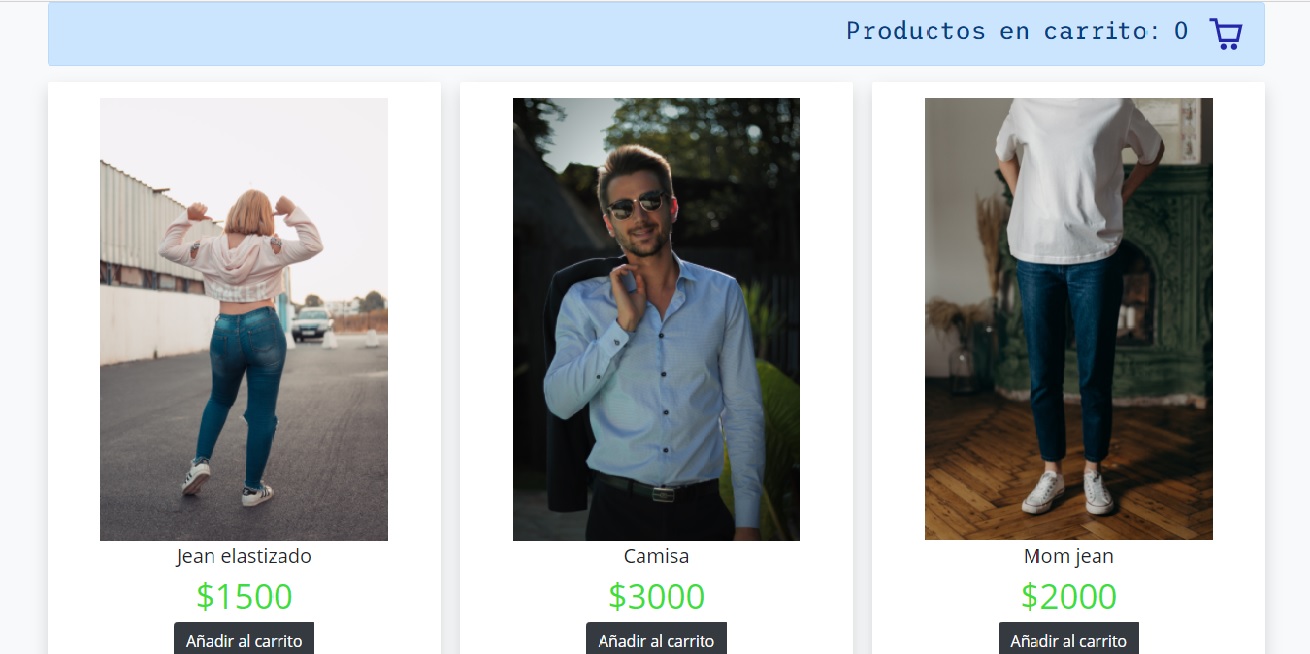 Productos en carrito: 0
Jean elastizado
$1500
Añadir al carrito
Camisa
$3000
Añadir al carrito
Mom jean
$2000
Añadir al carrito